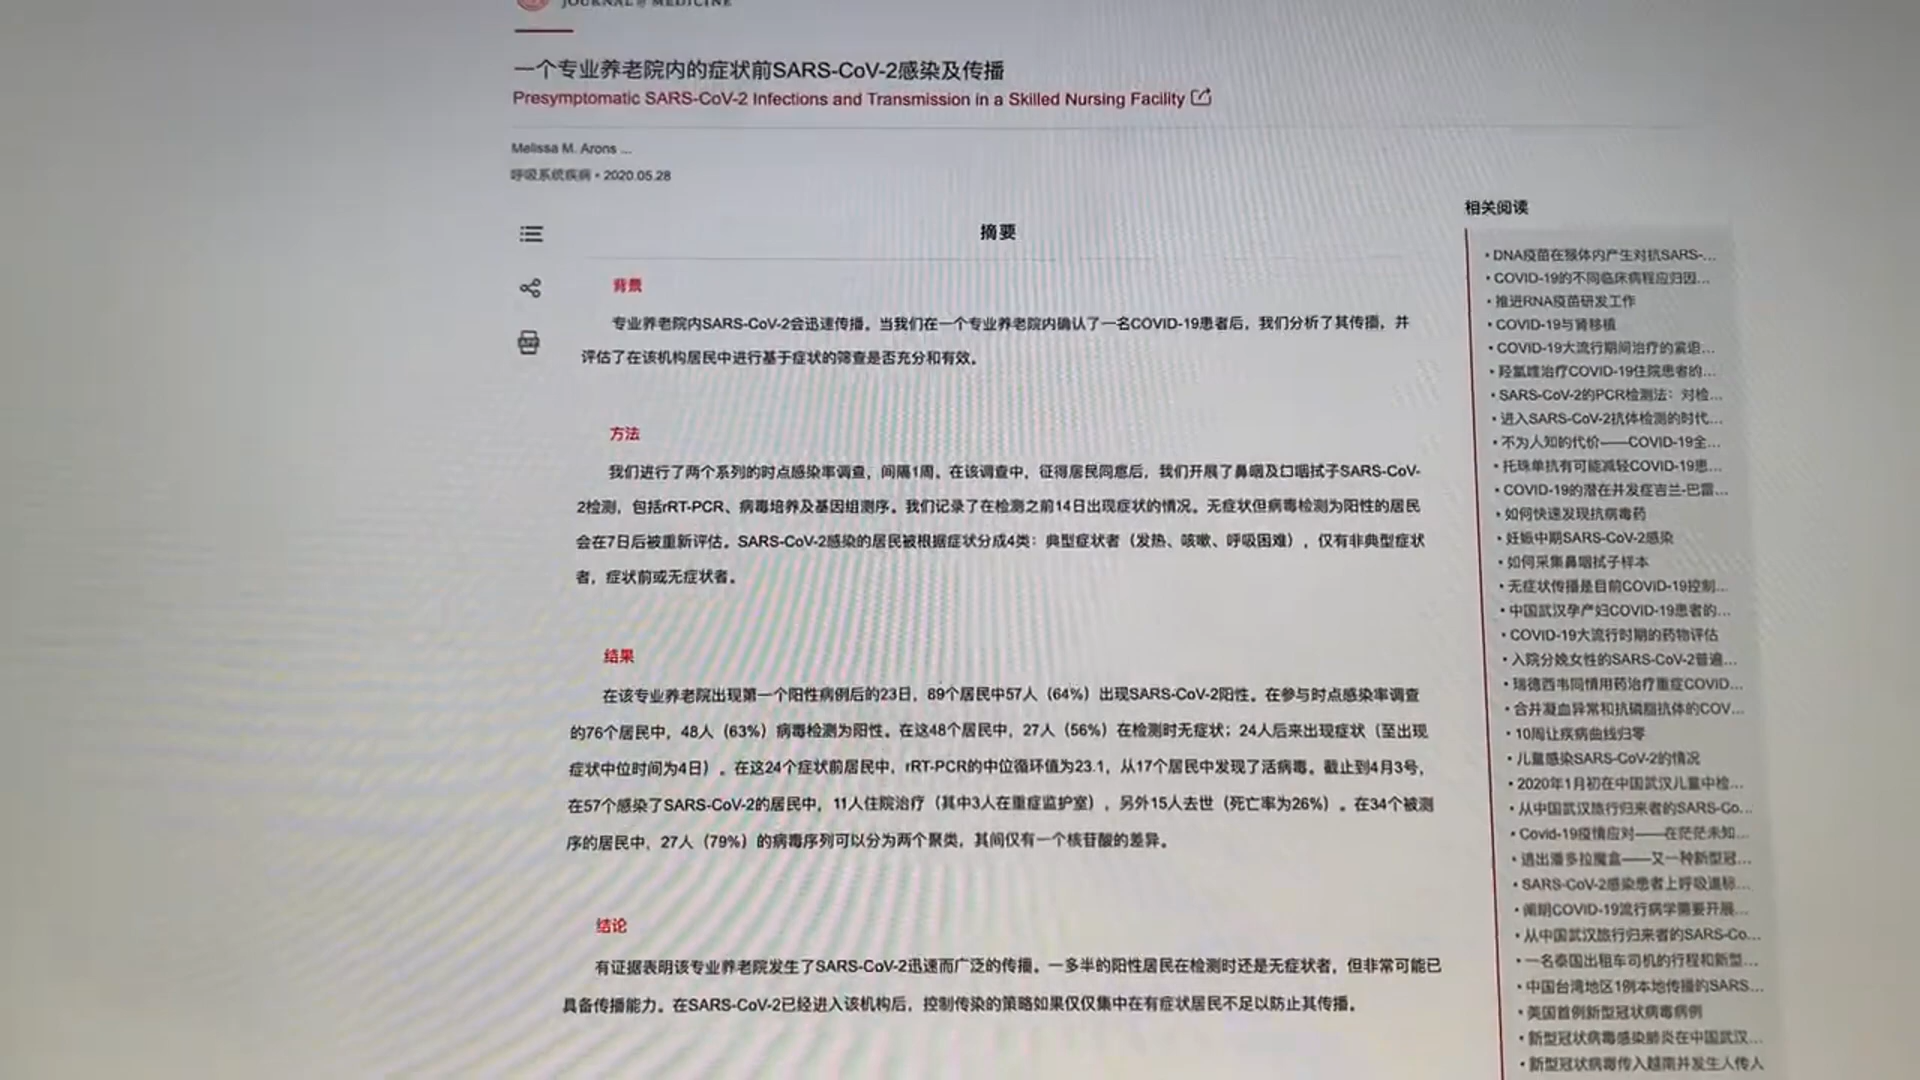 JOURNAL of MEDICINE
一个专业养老院内的症状前SARS-CoV-2感染及传播
Presymptomatic SARS-CoV-2 Infections and Transmission in a Skilled Nursing Facility
Melissa M. Arons ...
呼吸系统疾病 • 2020.05.28
摘要
背景
专业养老院内SARS-CoV-2会迅速传播。当我们在一个专业养老院内确认了一名COVID-19患者后，我们分析了其传播，并
评估了在该机构居民中进行基于症状的筛查是否充分和有效。
方法
我们进行了两个系列的时点感染率调查，间隔1周。在该调查中，征得居民同意后，我们开展了鼻咽及口咽拭子SARS-CoV-
2检测，包括rRT-PCR、病毒培养及基因组测序。我们记录了在检测之前14日出现症状的情况。无症状但病毒检测为阳性的居民
会在7日后被重新评估。SARS-CoV-2感染的居民被根据症状分成4类：典型症状者（发热、咳嗽、呼吸困难），仅有非典型症状
者，症状前或无症状者。
结果
在该专业养老院出现第一个阳性病例后的23日，89个居民中57人（64%）出现SARS-CoV-2阳性。在参与时点感染率调查
的76个居民中，48人（63%）病毒检测为阳性。在这48个居民中，27人（56%）在检测时无症状；24人后来出现症状（至出现
症状中位时间为4日）。在这24个症状前居民中，rRT-PCR的中位循环值为23.1，从17个居民中发现了活病毒。截止到4月3号，
在57个感染了SARS-CoV-2的居民中，11人住院治疗（其中3人在重症监护室），另外15人去世（死亡率为26%）。在34个被测
序的居民中，27人（79%）的病毒序列可以分为两个聚类，其间仅有一个核苷酸的差异。
结论
有证据表明该专业养老院发生了SARS-CoV-2迅速而广泛的传播。一多半的阳性居民在检测时还是无症状者，但非常可能已
具备传播能力。在SARS-CoV-2已经进入该机构后，控制传染的策略如果仅仅集中在有症状居民不足以防止其传播。
相关阅读
• DNA疫苗在猴体内产生对抗SARS-...
• COVID-19的不同临床病程应归因...
• 推进RNA疫苗研发工作
• COVID-19与肾移植
• COVID-19大流行期间治疗的紧迫...
• 羟氯喹治疗COVID-19住院患者的...
• SARS-CoV-2的PCR检测法：对检...
• 进入SARS-CoV-2抗体检测的时代...
• 不为人知的代价——COVID-19全...
• 托珠单抗有可能减轻COVID-19患...
• COVID-19的潜在并发症吉兰-巴雷...
• 如何快速发现抗病毒药
• 妊娠中期SARS-CoV-2感染
• 如何采集鼻咽拭子样本
• 无症状传播是目前COVID-19控制...
• 中国武汉孕产妇COVID-19患者的...
• COVID-19大流行时期的药物评估
• 入院分娩女性的SARS-CoV-2普遍...
• 瑞德西韦同情用药治疗重症COVID...
• 合并凝血异常和抗磷脂抗体的COV...
• 10周让疾病曲线归零
• 儿童感染SARS-CoV-2的情况
• 2020年1月初在中国武汉儿童中检...
• 从中国武汉旅行归来者的SARS-Co...
• Covid-19疫情应对——在茫茫未知...
• 逃出潘多拉魔盒——又一种新型冠...
• SARS-CoV-2感染患者上呼吸道标...
• 阐明COVID-19流行病学需要开展...
• 从中国武汉旅行归来者的SARS-Co...
• 一名泰国出租车司机的行程和新型...
• 中国台湾地区1例本地传播的SARS...
• 美国首例新型冠状病毒病例
• 新型冠状病毒感染肺炎在中国武汉...
• 新型冠状病毒传入越南并发生人传人